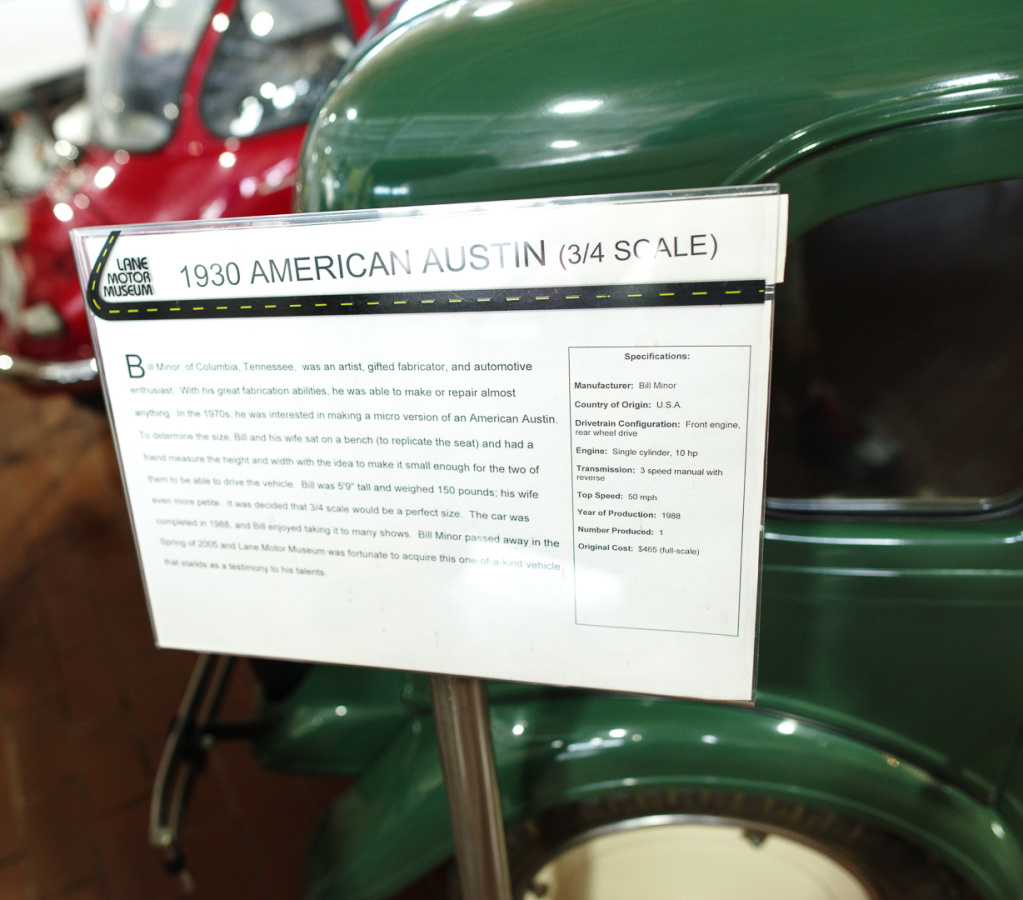 LANE
MOTOR
MUSEUM
1930 AMERICAN AUSTIN (3/4 SCALE)
Bill Minor, of Columbia, Tennessee, was an artist, gifted fabricator, and automotive
enthusiast. With his great fabrication abilities, he was able to make or repair almost
anything. In the 1970s, he was interested in making a micro version of an American Austin.
To determine the size, Bill and his wife sat on a bench (to replicate the seat) and had a
friend measure the height and width with the idea to make it small enough for the two of
them to be able to drive the vehicle. Bill was 5'9" tall and weighed 150 pounds; his wife
even more petite. It was decided that 3/4 scale would be a perfect size. The car was
completed in 1988, and Bill enjoyed taking it to many shows. Bill Minor passed away in the
Spring of 2005 and Lane Motor Museum was fortunate to acquire this one-of-a-kind vehicle
that stands as a testimony to his talents.
Specifications:
Manufacturer: Bill Minor
Country of Origin: U.S.A.
Drivetrain Configuration: Front engine,
rear wheel drive
Engine: Single cylinder, 10 hp
Transmission: 3 speed manual with
reverse
Top Speed: 50 mph
Year of Production: 1988
Number Produced: 1
Original Cost: $465 (full-scale)